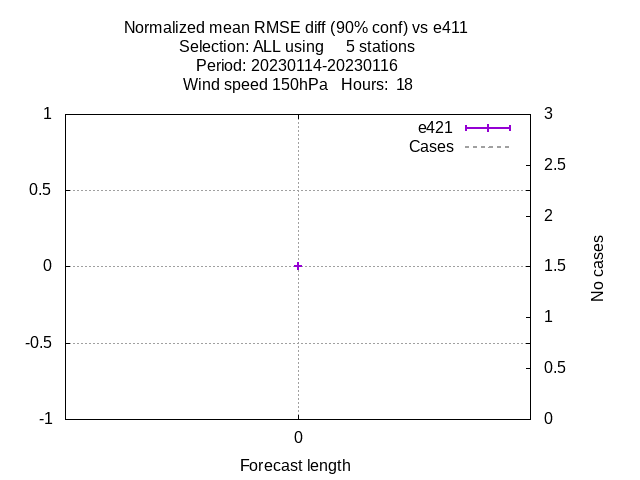 Normalized mean RMSE diff (90% conf) vs e411
Selection: ALL using     5 stations
Period: 20230114-20230116
Wind speed 150hPa   Hours:  18
1
0.5
0
-0.5
-1
e421
Cases
3
2.5
2
1.5
1
0.5
0
No cases
0
Forecast length